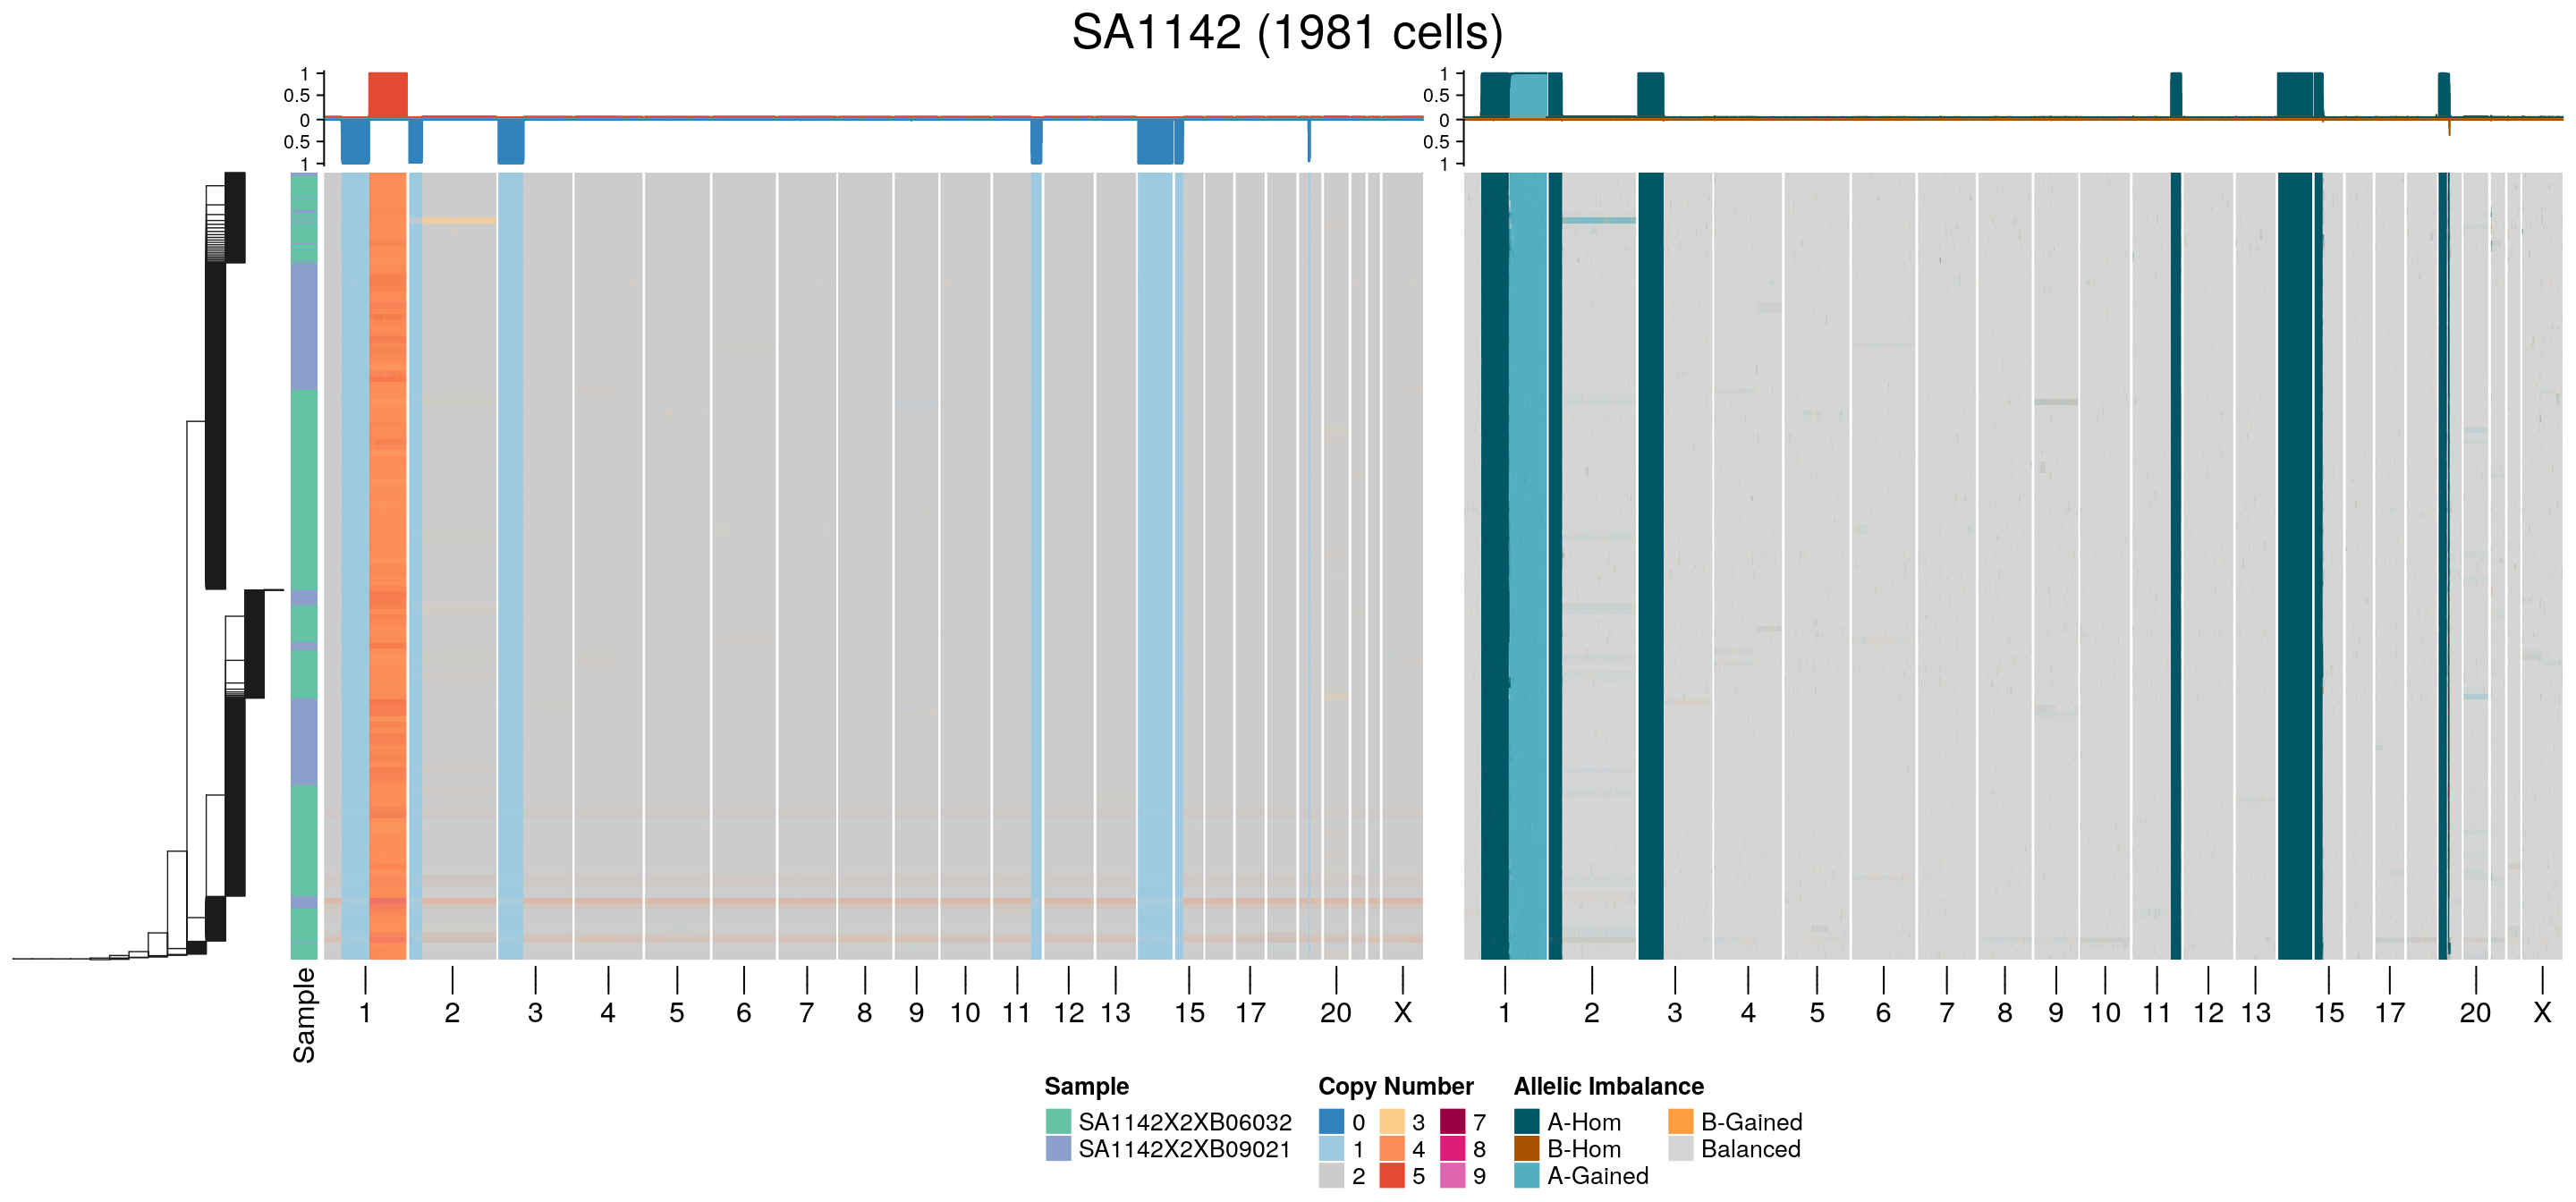 SA1142 (1981 cells)
1
0.5
0
0.5
1
1
0.5
0
0.5
1
Sample
1 2 3 4 5 6 7 8 9 10 11 12 13 15 17 20 X
1 2 3 4 5 6 7 8 9 10 11 12 13 15 17 20 X
Sample
SA1142X2XB06032
SA1142X2XB09021
Copy Number
0 3 7
1 4 8
2 5 9
Allelic Imbalance
A-Hom B-Gained
B-Hom Balanced
A-Gained